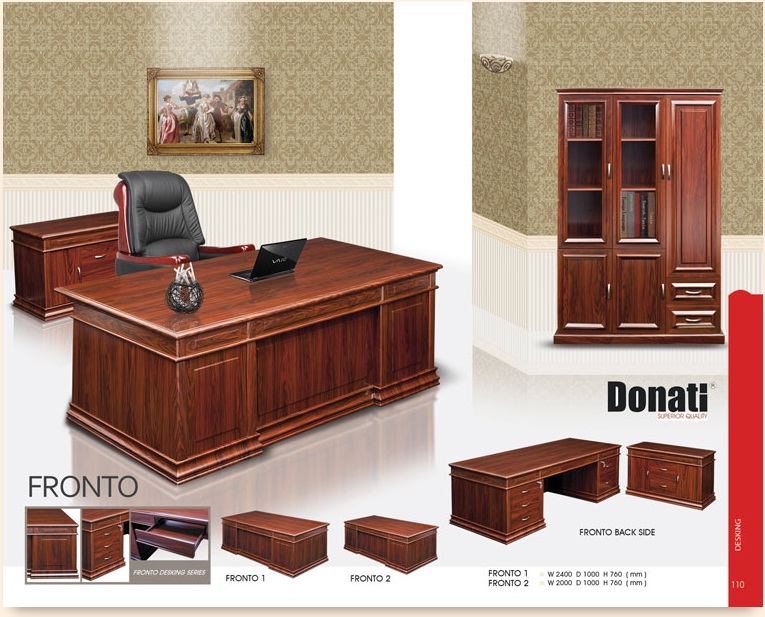 VAIO
Donati®
SUPERIOR QUALITY
FRONTO
FRONTO DESKING SERIES
FRONTO 1
FRONTO 2
FRONTO BACK SIDE
FRONTO 1 W 2400 D 1000 H 760 ( mm )
FRONTO 2 W 2000 D 1000 H 760 ( mm )
DESKING
110